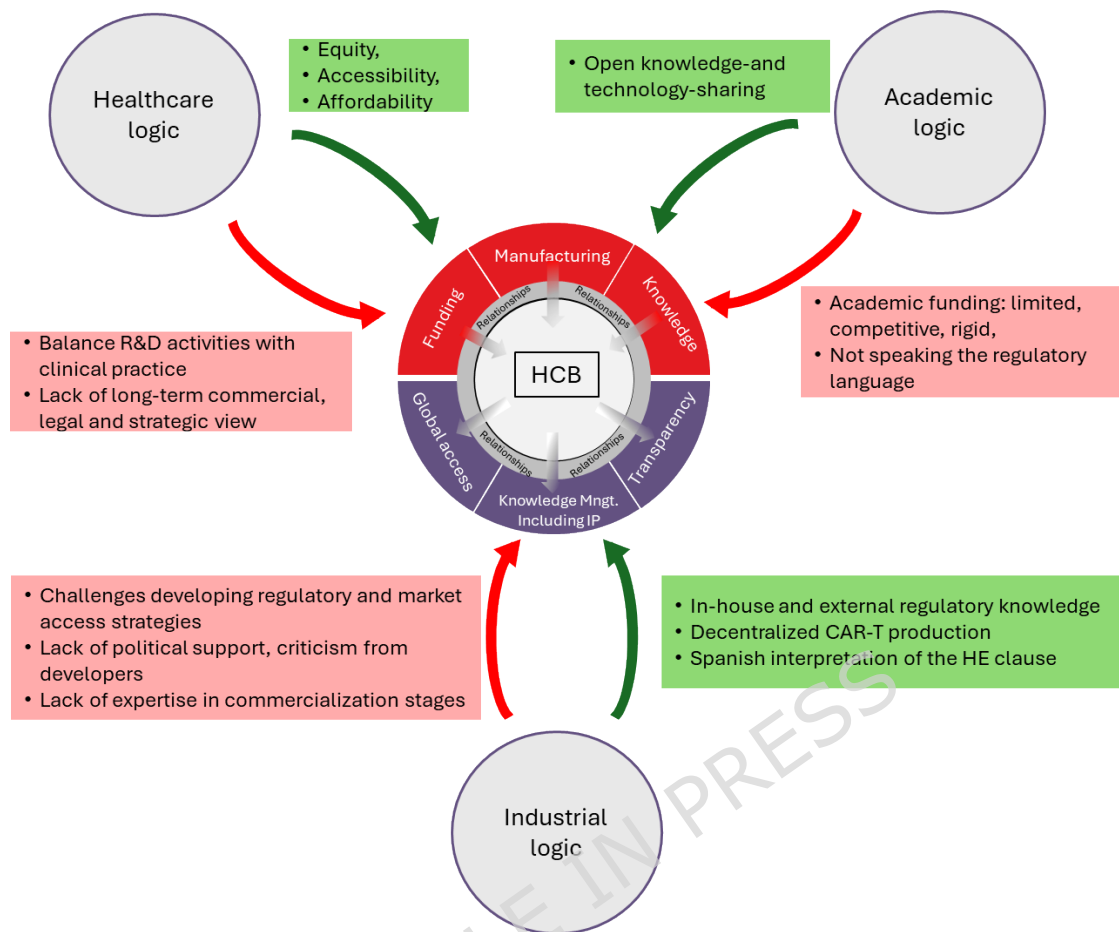 Healthcare
logic
• Equity,
• Accessibility,
• Affordability
• Open knowledge-and
technology-sharing
Academic
logic
Manufacturing
Funding
Knowledge
Relationships
Relationships
• Balance R&D activities with
clinical practice
• Lack of long-term commercial,
legal and strategic view
HCB
• Academic funding: limited,
competitive, rigid,
• Not speaking the regulatory
language
Global access
Relationships
Relationships
Transparency
Knowledge Mngt.
Including IP
• Challenges developing regulatory and market
access strategies
• Lack of political support, criticism from
developers
• Lack of expertise in commercialization stages
• In-house and external regulatory knowledge
• Decentralized CAR-T production
• Spanish interpretation of the HE clause
Industrial
logic
IN PRESS